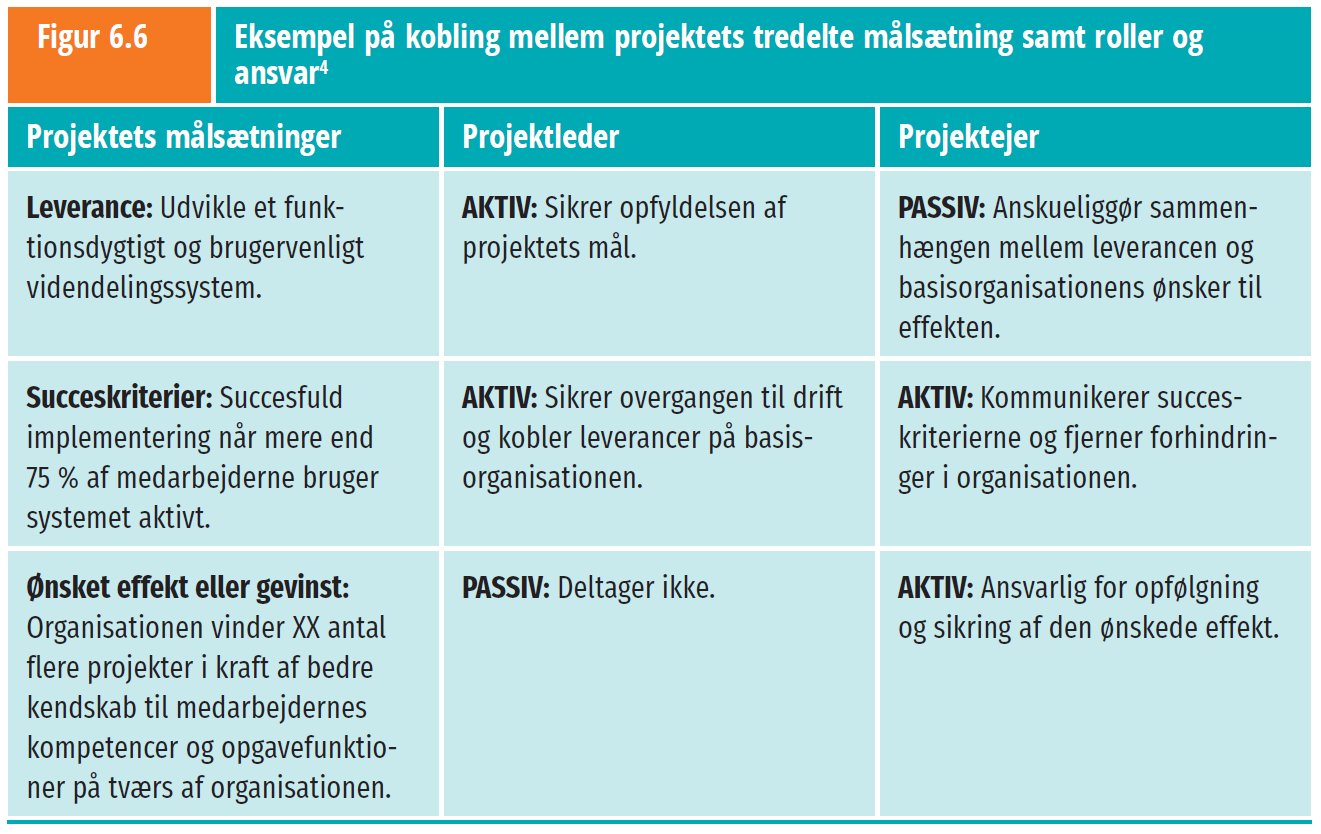 Figur 6.6
Eksempel på kobling mellem projektets tredelte målsætning samt roller og
ansvar4
Projektets målsætninger
Projektleder
Projektejer
Leverance: Udvikle et funk-
tionsdygtigt og brugervenligt
videndelingssystem.
AKTIV: Sikrer opfyldelsen af
projektets mål.
PASSIV: Anskueliggør sammen-
hængen mellem leverancen og
basisorganisationens ønsker til
effekten.
Succeskriterier: Succesfuld
implementering når mere end
75 % af medarbejderne bruger
systemet aktivt.
AKTIV: Sikrer overgangen til drift
og kobler leverancer på basis-
organisationen.
AKTIV: Kommunikerer succes-
kriterierne og fjerner forhindrin-
ger i organisationen.
Ønsket effekt eller gevinst:
Organisationen vinder XX antal
flere projekter i kraft af bedre
kendskab til medarbejdernes
kompetencer og opgavefunktio-
ner på tværs af organisationen.
PASSIV: Deltager ikke.
AKTIV: Ansvarlig for opfølgning
og sikring af den ønskede effekt.